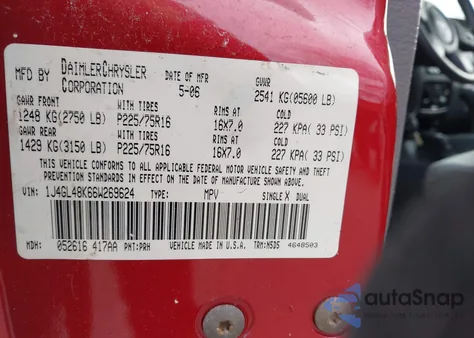 MFD BY DAIMLERCHRYSLER CORPORATION DATE OF MFR 5-06 GVWR 2541 KG(05600 LB)
GAWR FRONT WITH TIRES RIMS AT COLD
1248 KG(2750 LB) P225/75R16 16X7.0 227 KPA( 33 PSI)
GAWR REAR WITH TIRES RIMS AT COLD
1429 KG(3150 LB) P225/75R16 16X7.0 227 KPA( 33 PSI)
THIS VEHICLE CONFORMS TO ALL APPLICABLE FEDERAL MOTOR VEHICLE SAFETY AND THEFT PREVENTION
STANDARDS IN EFFECT ON THE DATE OF MANUFACTURE SHOWN ABOVE.
VIN: 1J4GL48K66W269624 TYPE: MPV SINGLE X DUAL
MDH: 052616 417AA PNT:PRH VEHICLE MADE IN U.S.A. TRM:N5DS 4648503
autoSnap